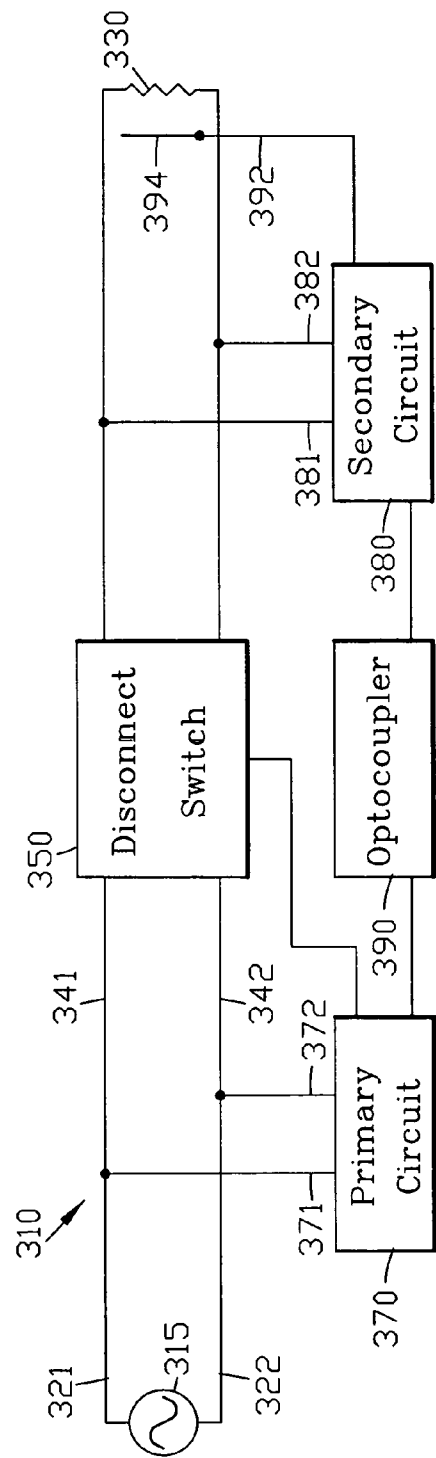 310
315
321
322
341
342
350
Disconnect
Switch
330
394
392
371
372
381
382
Primary
Circuit
370
Optocoupler
390
Secondary
Circuit
380